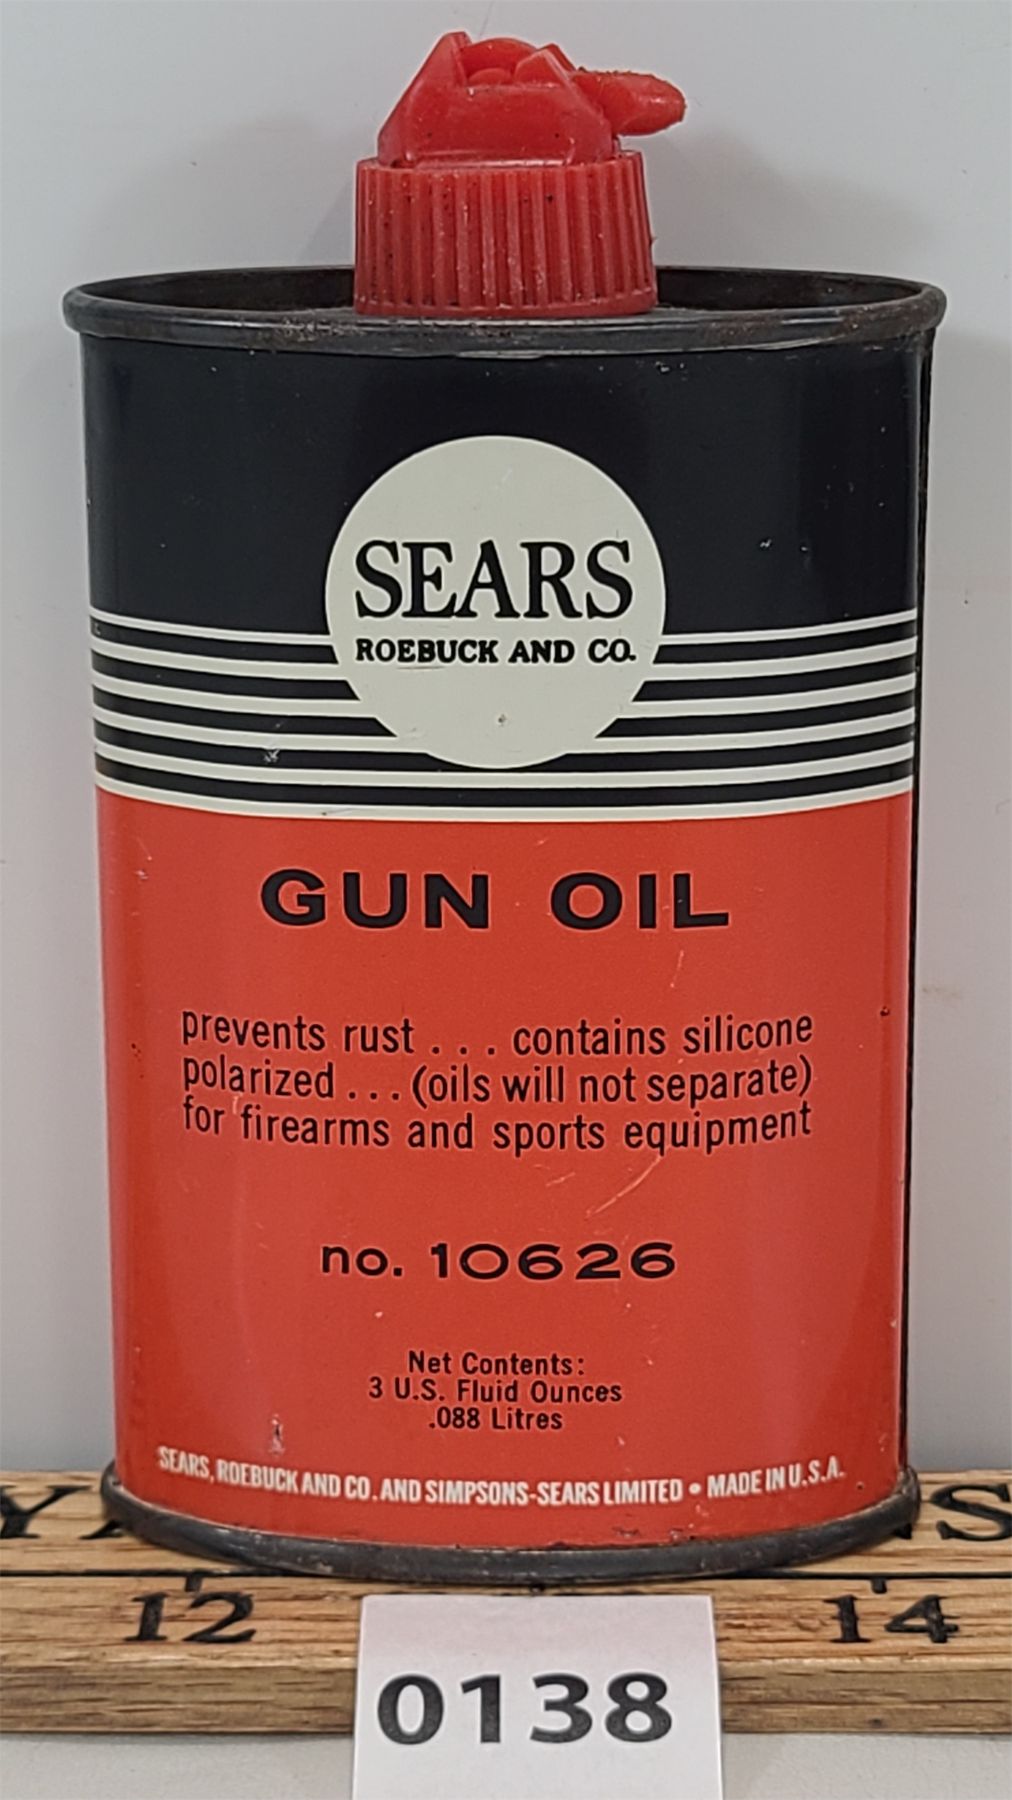 SEARS
ROEBUCK AND CO.
GUN OIL
prevents rust . . . contains silicone
polarized . . . (oils will not separate)
for firearms and sports equipment
no. 10626
Net Contents:
3 U.S. Fluid Ounces
.088 Litres
SEARS, ROEBUCK AND CO. AND SIMPSONS-SEARS LIMITED • MADE IN U.S.A.
12 14
0138